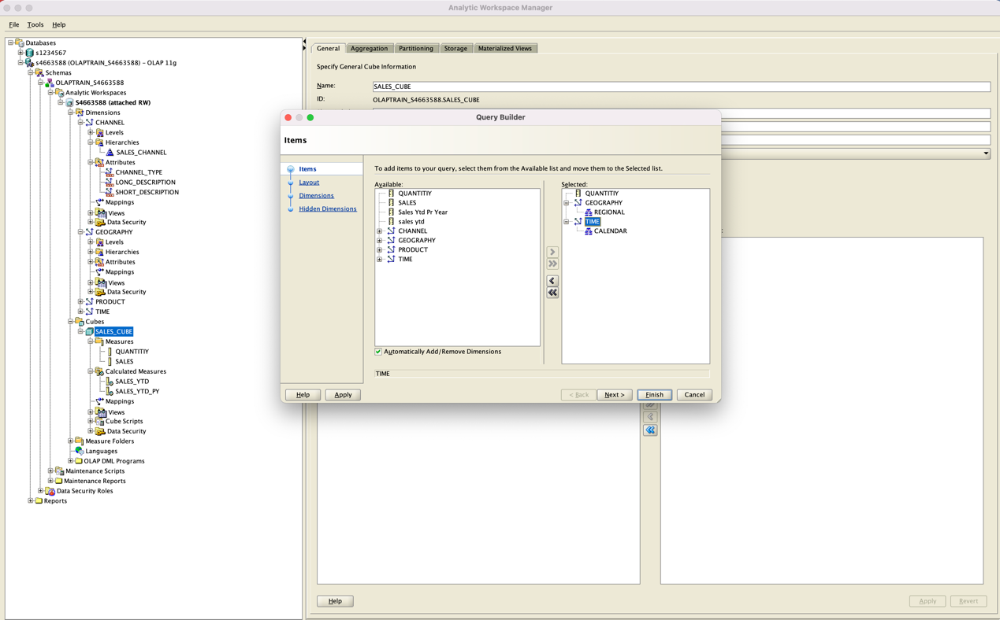 Analytic Workspace Manager
File Tools Help
Databases
s1234567
s4663588 (OLAPTRAIN_S4663588) - OLAP 11g
Schemas
OLAPTRAIN_S4663588
Analytic Workspaces
S4663588 (attached RW)
Dimensions
CHANNEL
Levels
Hierarchies
SALES_CHANNEL
Attributes
CHANNEL_TYPE
LONG_DESCRIPTION
SHORT_DESCRIPTION
Mappings
Views
Data Security
GEOGRAPHY
Levels
Hierarchies
Attributes
Mappings
Views
Data Security
PRODUCT
TIME
Cubes
SALES_CUBE
Measures
QUANTITIY
SALES
Calculated Measures
SALES_YTD
SALES_YTD_PY
Mappings
Views
Cube Scripts
Data Security
Measure Folders
Languages
OLAP DML Programs
Maintenance Scripts
Maintenance Reports
Data Security Roles
Reports
General Aggregation Partitioning Storage Materialized Views
Specify General Cube Information
Name: SALES_CUBE
ID: OLAPTRAIN_S4663588.SALES_CUBE
Query Builder
Items
Items
Layout
Dimensions
Hidden Dimensions
To add items to your query, select them from the Available list and move them to the Selected list.
Available:
QUANTITIY
SALES
Sales Ytd Pr Year
sales ytd
CHANNEL
GEOGRAPHY
PRODUCT
TIME
Selected:
QUANTITIY
GEOGRAPHY
REGIONAL
TIME
CALENDAR
Automatically Add/Remove Dimensions
TIME
Help Apply < Back Next > Finish Cancel
Help Apply Revert